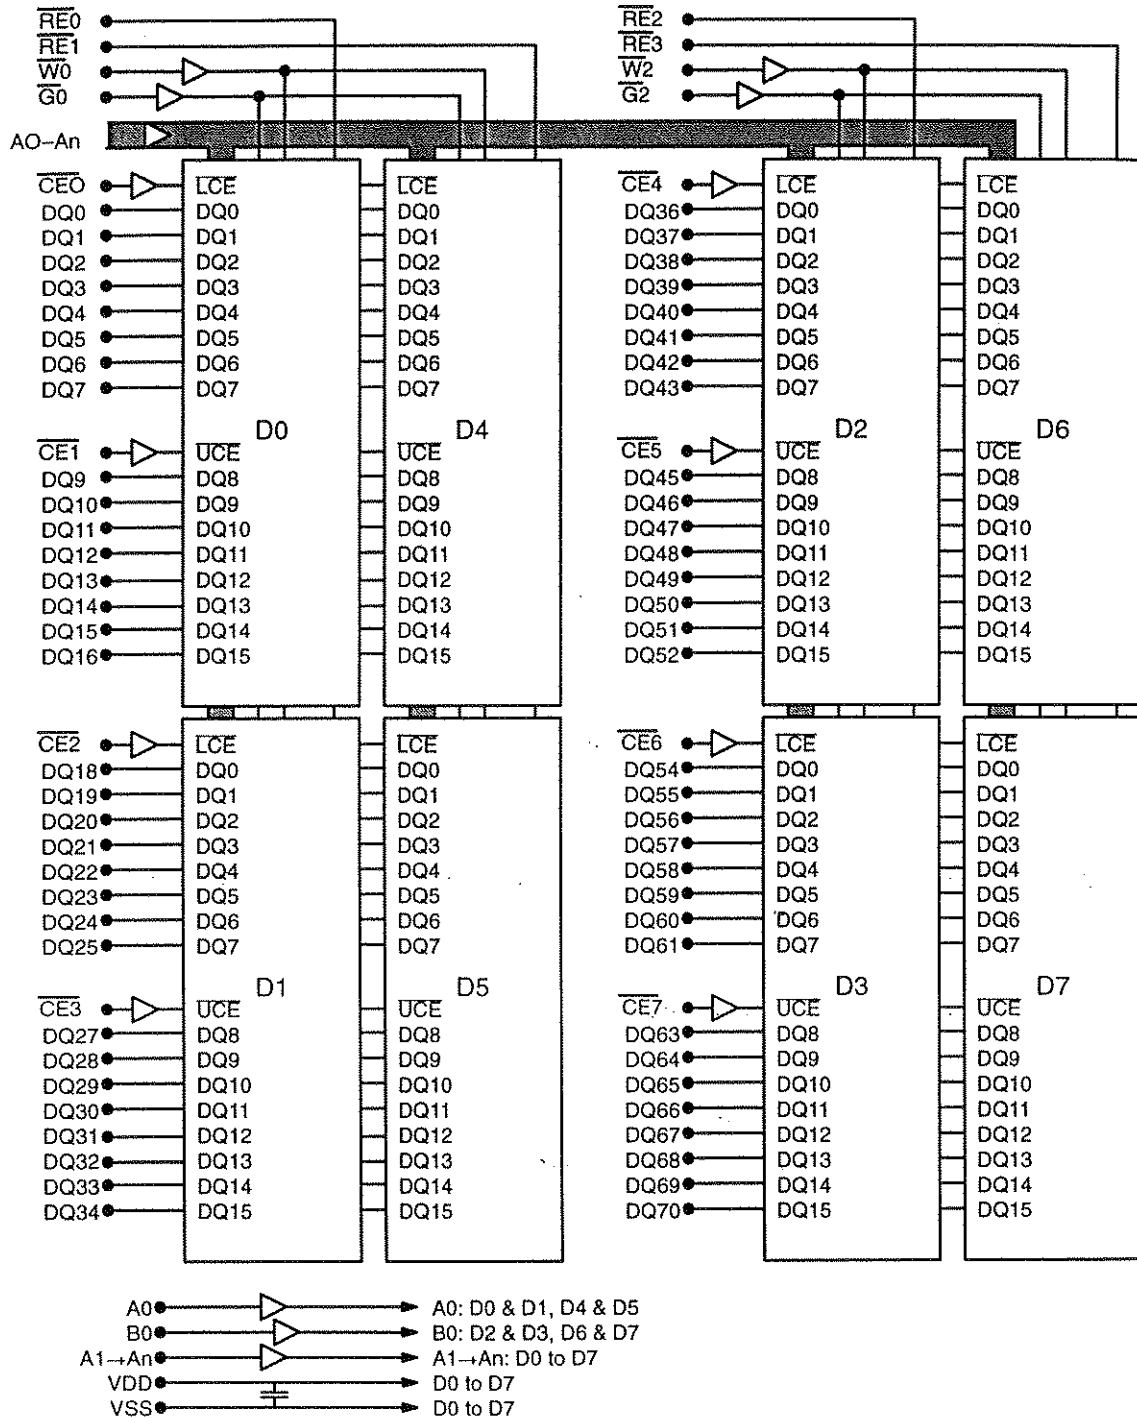 RE0
RE1
W0
G0
RE2
RE3
W2
G2
AO–An
CEO LCE LCE
DQ0 DQ0 DQ0
DQ1 DQ1 DQ1
DQ2 DQ2 DQ2
DQ3 DQ3 DQ3
DQ4 DQ4 DQ4
DQ5 DQ5 DQ5
DQ6 DQ6 DQ6
DQ7 DQ7 DQ7
D0 D4
CE1 UCE UCE
DQ9 DQ8 DQ8
DQ10 DQ9 DQ9
DQ11 DQ10 DQ10
DQ12 DQ11 DQ11
DQ13 DQ12 DQ12
DQ14 DQ13 DQ13
DQ15 DQ14 DQ14
DQ16 DQ15 DQ15
CE4 LCE LCE
DQ36 DQ0 DQ0
DQ37 DQ1 DQ1
DQ38 DQ2 DQ2
DQ39 DQ3 DQ3
DQ40 DQ4 DQ4
DQ41 DQ5 DQ5
DQ42 DQ6 DQ6
DQ43 DQ7 DQ7
D2 D6
CE5 UCE UCE
DQ45 DQ8 DQ8
DQ46 DQ9 DQ9
DQ47 DQ10 DQ10
DQ48 DQ11 DQ11
DQ49 DQ12 DQ12
DQ50 DQ13 DQ13
DQ51 DQ14 DQ14
DQ52 DQ15 DQ15
CE2 LCE LCE
DQ18 DQ0 DQ0
DQ19 DQ1 DQ1
DQ20 DQ2 DQ2
DQ21 DQ3 DQ3
DQ22 DQ4 DQ4
DQ23 DQ5 DQ5
DQ24 DQ6 DQ6
DQ25 DQ7 DQ7
D1 D5
CE3 UCE UCE
DQ27 DQ8 DQ8
DQ28 DQ9 DQ9
DQ29 DQ10 DQ10
DQ30 DQ11 DQ11
DQ31 DQ12 DQ12
DQ32 DQ13 DQ13
DQ33 DQ14 DQ14
DQ34 DQ15 DQ15
CE6 LCE LCE
DQ54 DQ0 DQ0
DQ55 DQ1 DQ1
DQ56 DQ2 DQ2
DQ57 DQ3 DQ3
DQ58 DQ4 DQ4
DQ59 DQ5 DQ5
DQ60 DQ6 DQ6
DQ61 DQ7 DQ7
D3 D7
CE7 UCE UCE
DQ63 DQ8 DQ8
DQ64 DQ9 DQ9
DQ65 DQ10 DQ10
DQ66 DQ11 DQ11
DQ67 DQ12 DQ12
DQ68 DQ13 DQ13
DQ69 DQ14 DQ14
DQ70 DQ15 DQ15
A0 A0: D0 & D1, D4 & D5
B0 B0: D2 & D3, D6 & D7
A1→An A1→An: D0 to D7
VDD D0 to D7
VSS D0 to D7